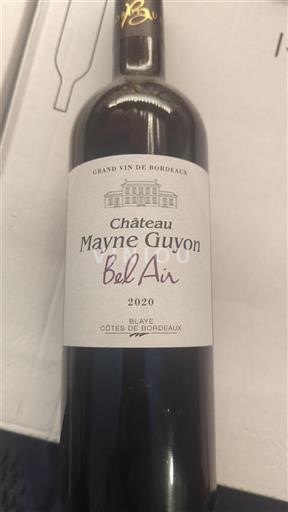 GRAND VIN DE BORDEAUX
Château
Mayne Guyon
Bel Air
2020
BLAYE
CÔTES DE BORDEAUX